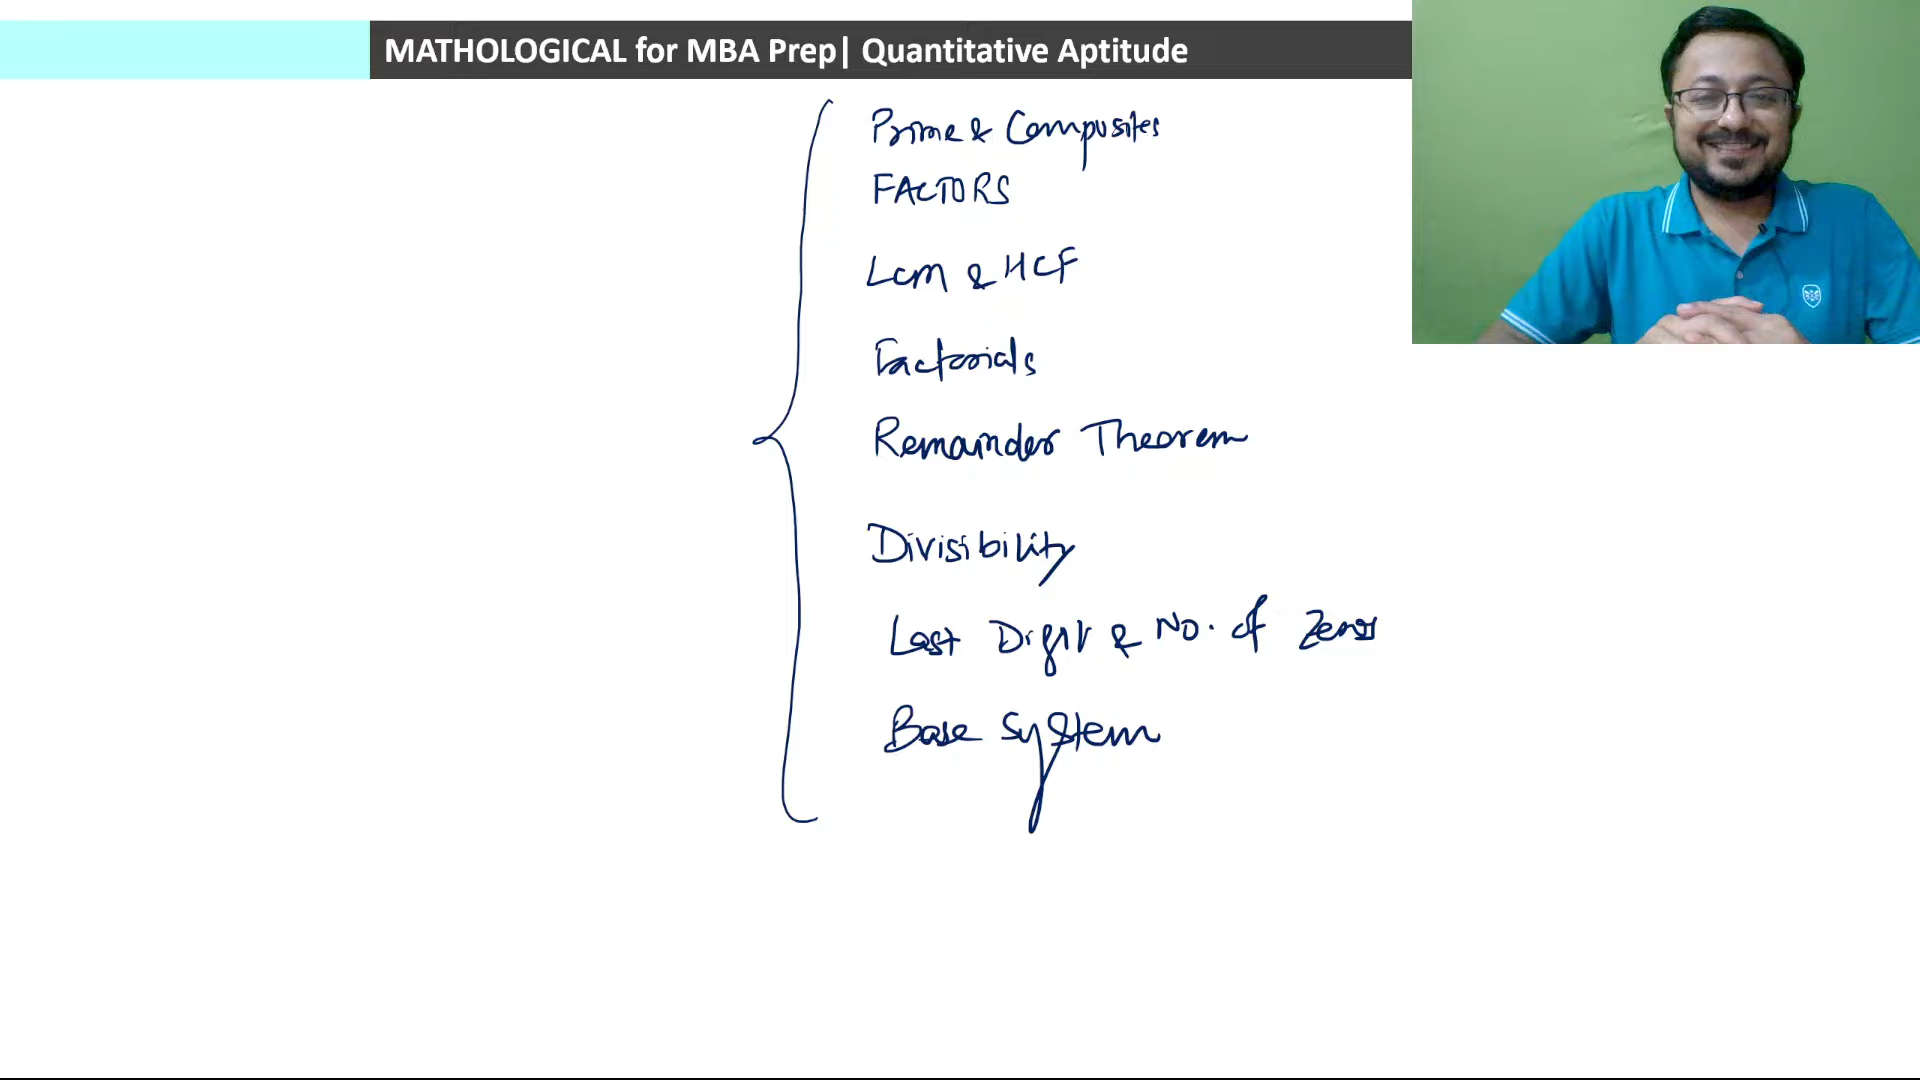 MATHOLOGICAL for MBA Prep| Quantitative Aptitude
Prime & Composites
FACTORS
Lcm & HCF
Factorials
Remainder Theorem
Divisibility
Last Digit & No. of Zeros
Base System